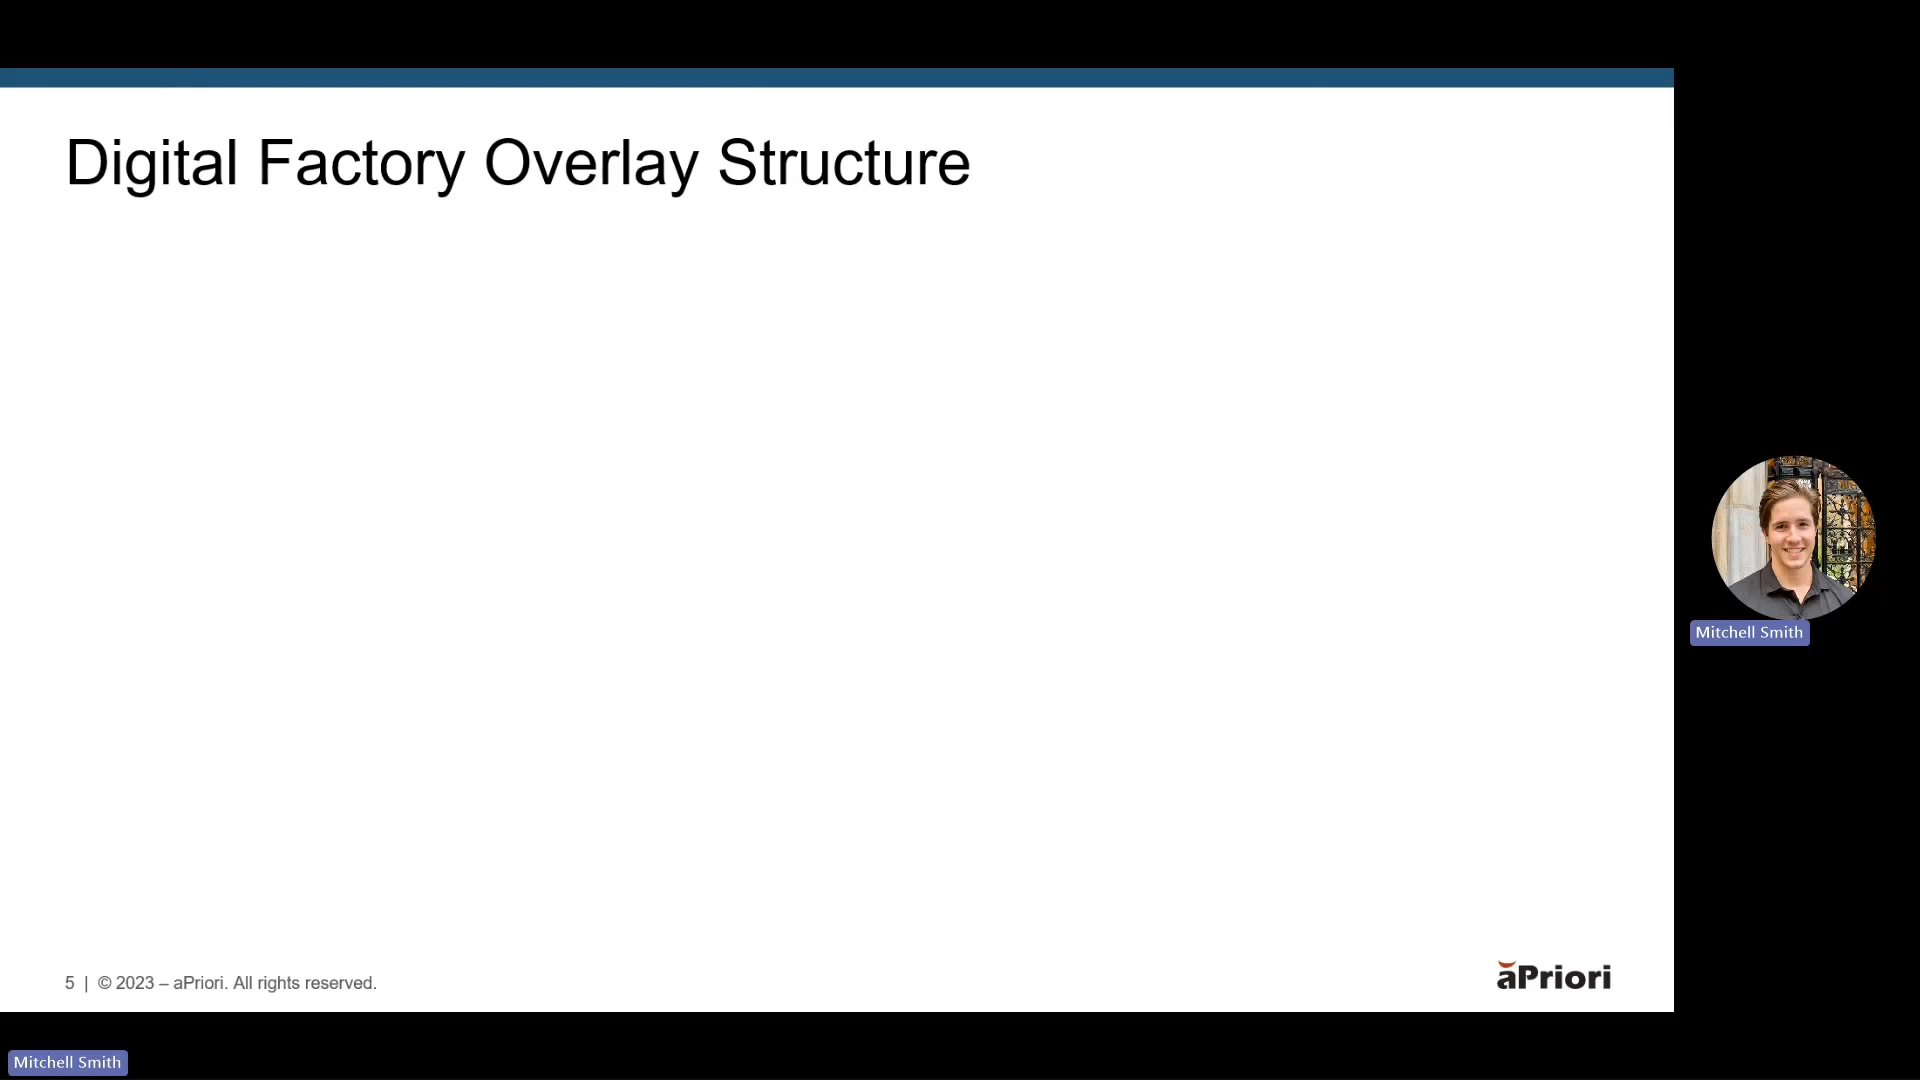 Digital Factory Overlay Structure
Mitchell Smith
5 | © 2023 – aPriori. All rights reserved.
aPriori
Mitchell Smith